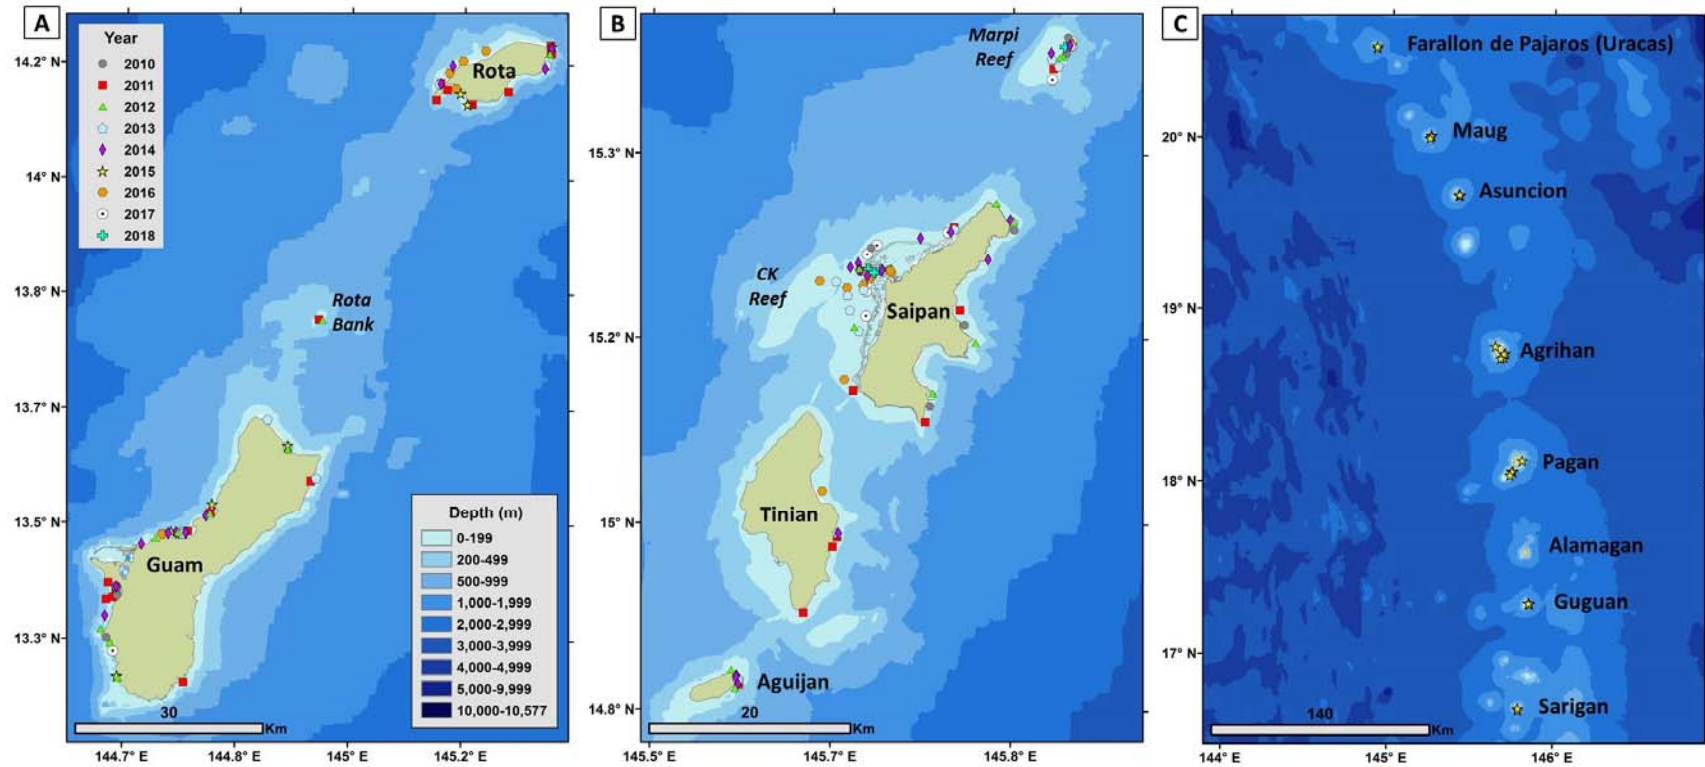 A
Year
2010
2011
2012
2013
2014
2015
2016
2017
2018
Rota
Rota
Bank
Guam
Depth (m)
0-199
200-499
500-999
1,000-1,999
2,000-2,999
3,000-3,999
4,000-4,999
5,000-9,999
10,000-10,577
30
Km
14.2° N
14° N
13.8° N
13.7° N
13.5° N
13.3° N
144.7° E
144.8° E
145° E
145.2° E
B
Marpi
Reef
CK
Reef
Saipan
Tinian
Aguijan
20
Km
15.3° N
15.2° N
15° N
14.8° N
145.5° E
145.7° E
145.8° E
C
Farallon de Pajaros (Uracas)
Maug
Asuncion
Agrihan
Pagan
Alamagan
Guguan
Sarigan
140
Km
20° N
19° N
18° N
17° N
144° E
145° E
146° E